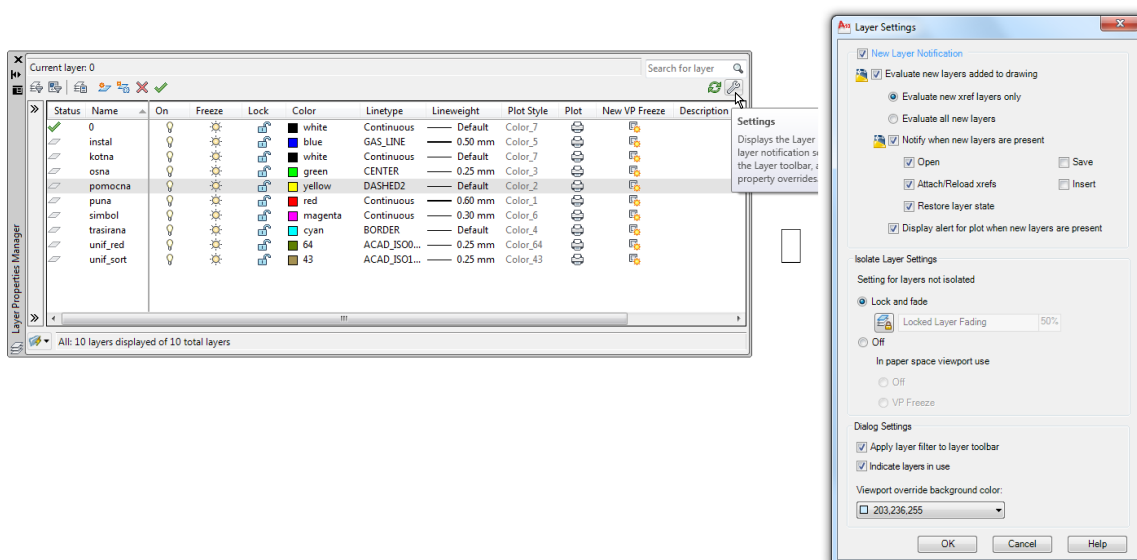 Current layer: 0
Search for layer
Status Name On Freeze Lock Color Linetype Lineweight Plot Style Plot New VP Freeze Description
0 white Continuous Default Color_7
instal blue GAS_LINE 0.50 mm Color_5
kotna white Continuous Default Color_7
osna green CENTER 0.25 mm Color_3
pomocna yellow DASHED2 Default Color_2
puna red Continuous 0.60 mm Color_1
simbol magenta Continuous 0.30 mm Color_6
trasirana cyan BORDER Default Color_4
unif_red 64 ACAD_ISO0... 0.25 mm Color_64
unif_sort 43 ACAD_ISO1... 0.25 mm Color_43
All: 10 layers displayed of 10 total layers
Layer Properties Manager
Settings
Displays the Layer
layer notification se
the Layer toolbar, a
property overrides.
Layer Settings
New Layer Notification
Evaluate new layers added to drawing
Evaluate new xref layers only
Evaluate all new layers
Notify when new layers are present
Open Save
Attach/Reload xrefs Insert
Restore layer state
Display alert for plot when new layers are present
Isolate Layer Settings
Setting for layers not isolated
Lock and fade
Locked Layer Fading 50%
Off
In paper space viewport use
Off
VP Freeze
Dialog Settings
Apply layer filter to layer toolbar
Indicate layers in use
Viewport override background color:
203,236,255
OK Cancel Help